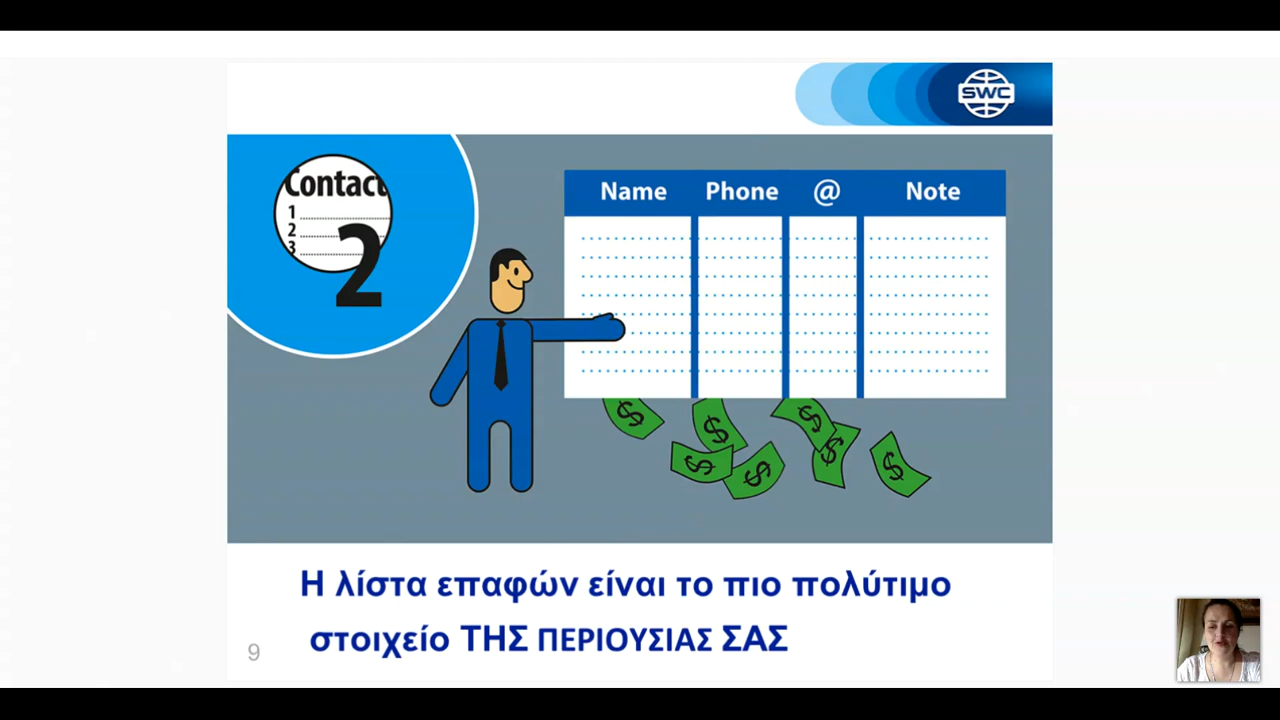 SWC
Contact
1
2
3
2
Name Phone @ Note
$ $ $ $ $ $ $
Η λίστα επαφών είναι το πιο πολύτιμο
στοιχείο ΤΗΣ ΠΕΡΙΟΥΣΙΑΣ ΣΑΣ
9